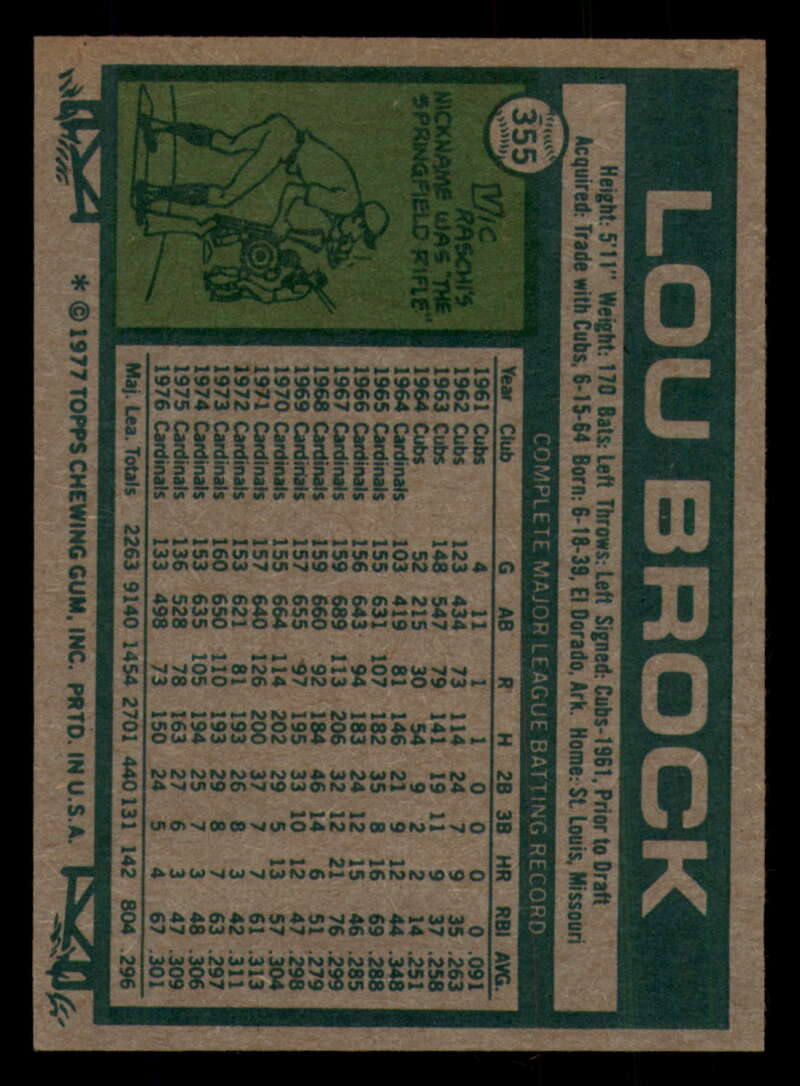 355
LOU BROCK
Height: 5'11" Weight: 170 Bats: Left Throws: Left Signed: Cubs-1961, Prior to Draft
Acquired: Trade with Cubs, 6-15-64 Born: 6-18-39, El Dorado, Ark. Home: St. Louis, Missouri
COMPLETE MAJOR LEAGUE BATTING RECORD
Year Club G AB R H 2B 3B HR RBI AVG.
1961 Cubs 4 11 1 1 0 0 0 0 .091
1962 Cubs 123 434 73 114 24 7 9 35 .263
1963 Cubs 148 547 79 141 19 11 9 37 .258
1964 Cubs 52 215 30 54 9 2 2 14 .251
1964 Cardinals 103 419 81 146 21 9 12 44 .348
1965 Cardinals 155 631 107 182 35 8 16 69 .288
1966 Cardinals 156 643 94 183 24 12 15 46 .285
1967 Cardinals 159 689 113 206 32 12 21 76 .299
1968 Cardinals 159 660 92 184 46 14 6 51 .279
1969 Cardinals 157 655 97 195 33 10 12 47 .298
1970 Cardinals 155 664 114 202 29 5 13 57 .304
1971 Cardinals 157 640 126 200 37 7 7 61 .313
1972 Cardinals 153 621 81 193 26 8 3 42 .311
1973 Cardinals 160 650 110 193 29 8 7 63 .297
1974 Cardinals 153 635 105 194 25 7 3 48 .306
1975 Cardinals 136 528 78 163 27 6 3 47 .309
1976 Cardinals 133 498 73 150 24 5 4 67 .301
Maj. Lea. Totals 2263 9140 1454 2701 440 131 142 804 .296
VIC
RASCHI'S
NICKNAME WAS "THE
SPRINGFIELD RIFLE"
* © 1977 TOPPS CHEWING GUM, INC. PRTD. IN U.S.A.